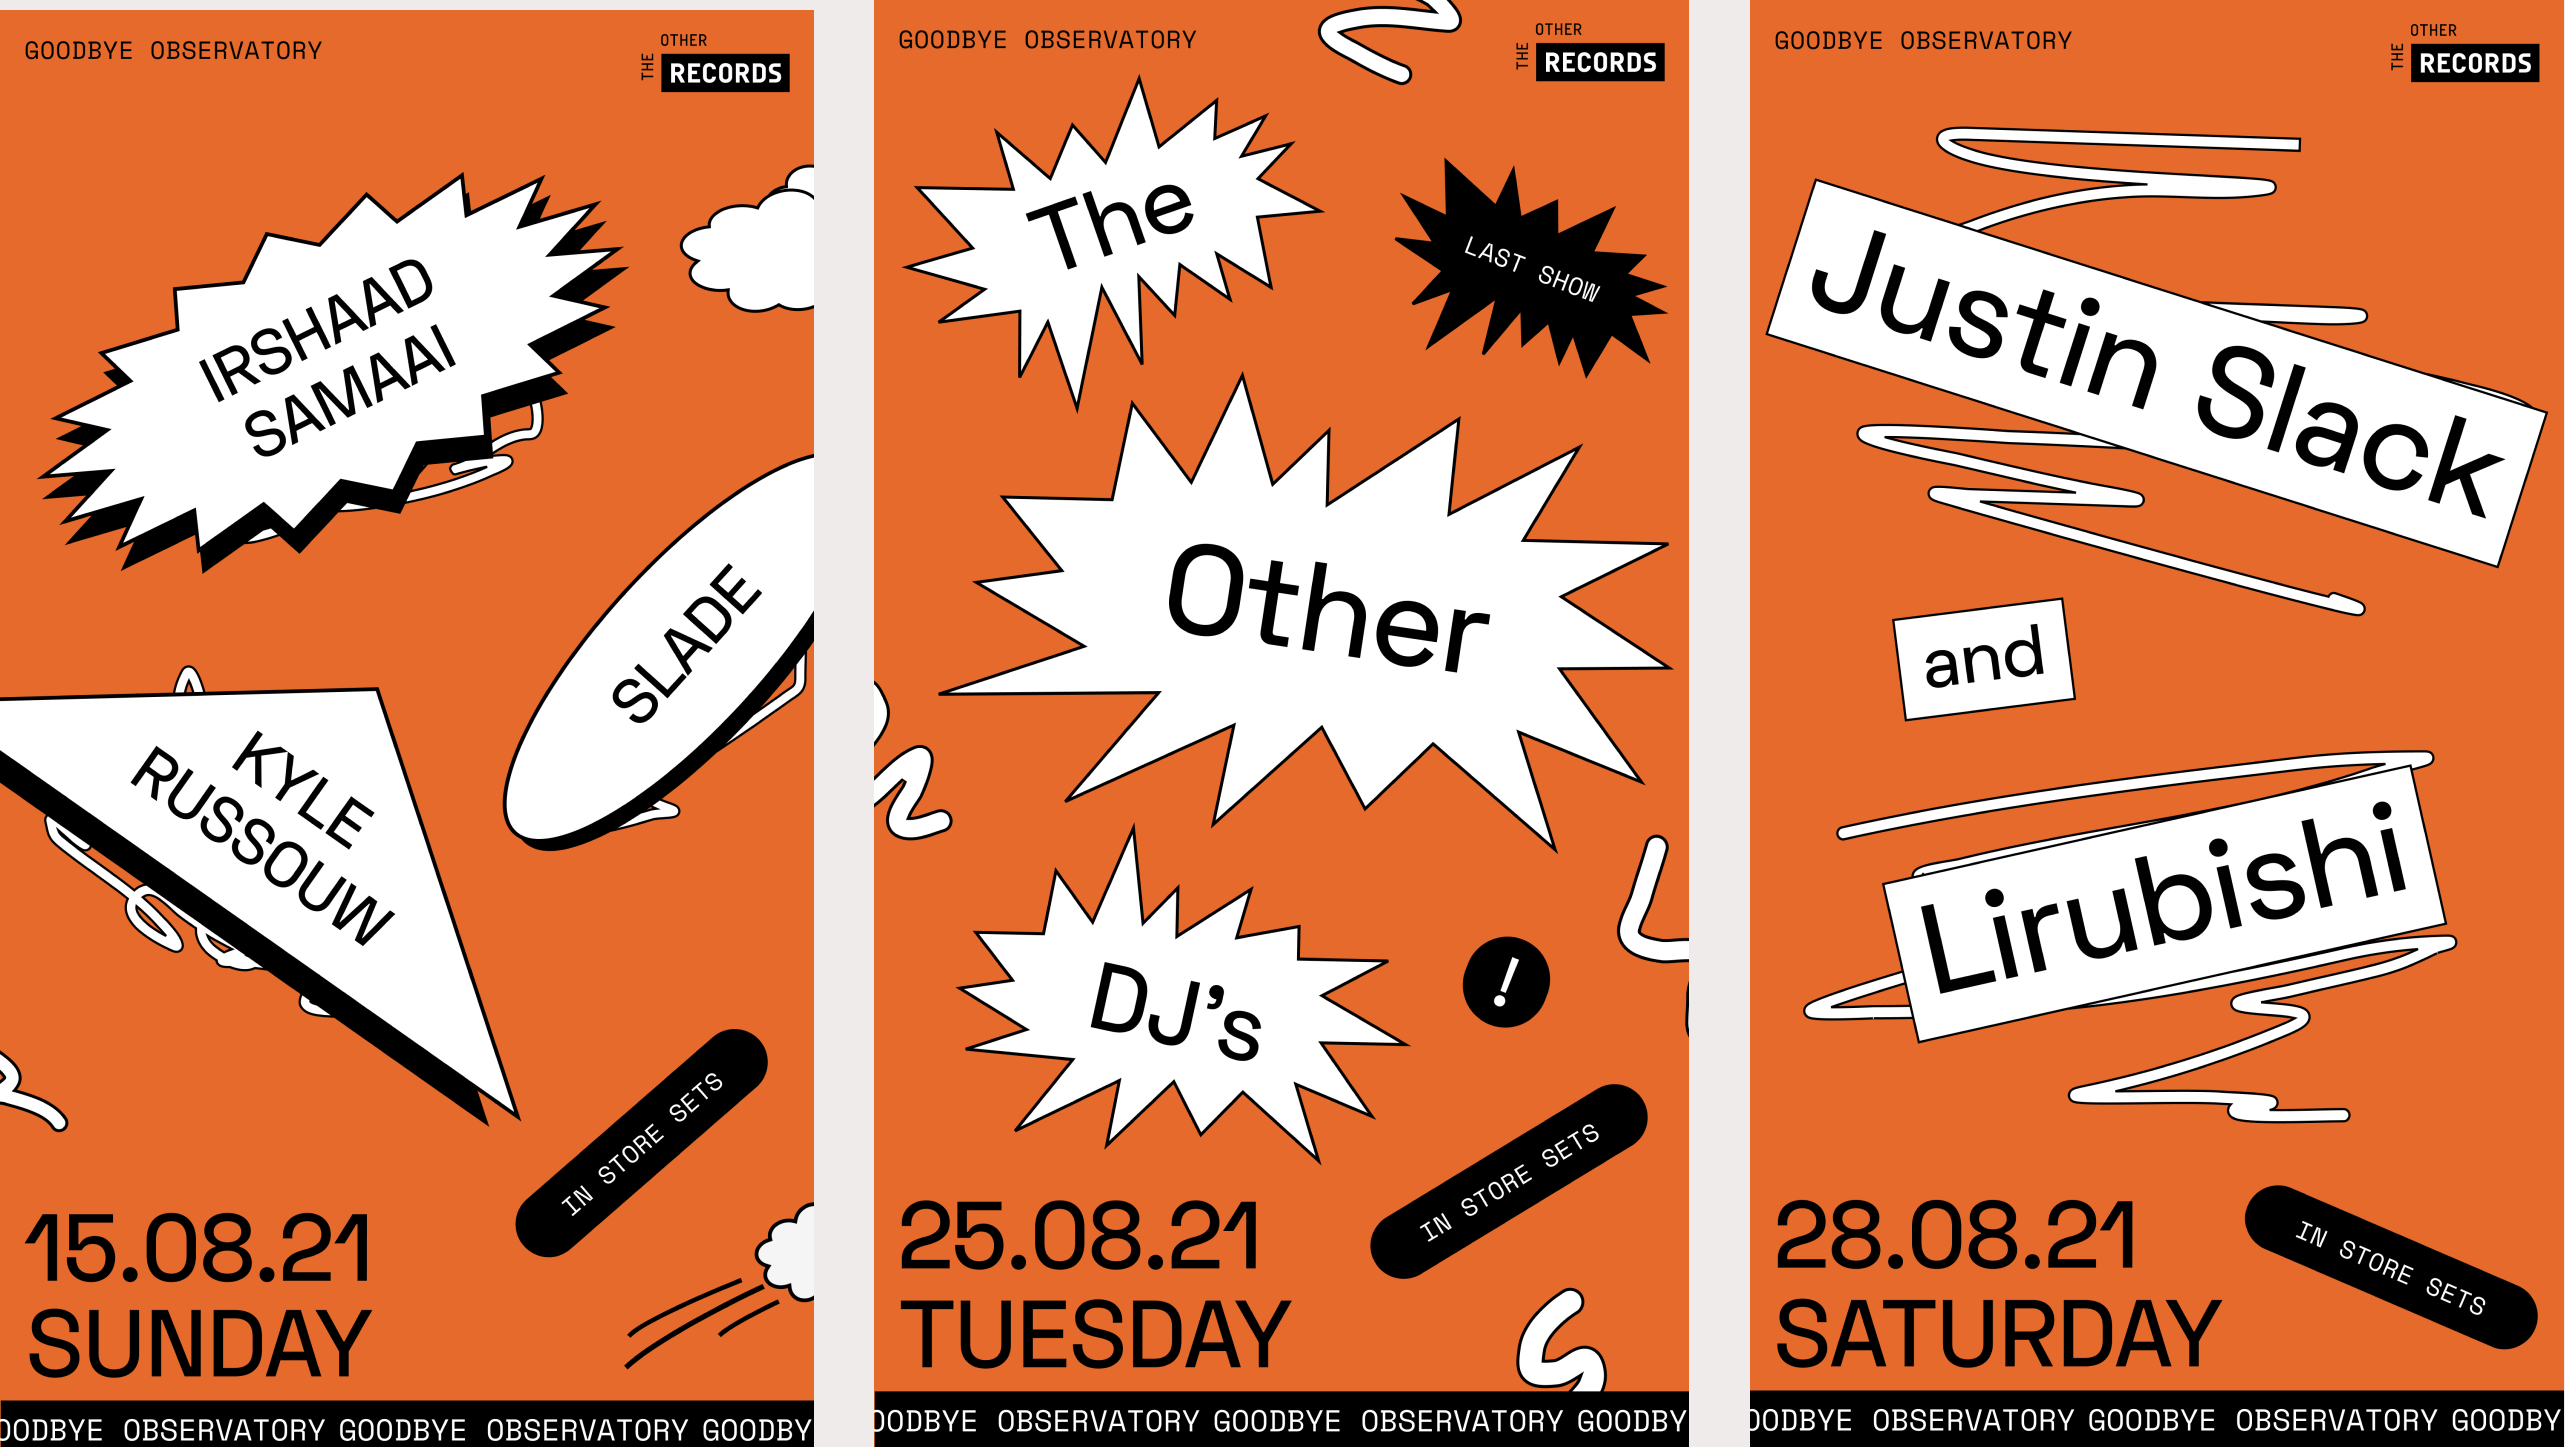 GOODBYE OBSERVATORY
THE
OTHER
RECORDS
IRSHAAD
SAMAAI
SLADE
KYLE
RUSSOUW
IN STORE SETS
15.08.21
SUNDAY
OODBYE OBSERVATORY GOODBYE OBSERVATORY GOODBY
GOODBYE OBSERVATORY
THE
OTHER
RECORDS
The
LAST SHOW
Other
DJ's
!
IN STORE SETS
25.08.21
TUESDAY
OODBYE OBSERVATORY GOODBYE OBSERVATORY GOODBY
GOODBYE OBSERVATORY
THE
OTHER
RECORDS
Justin Slack
and
Lirubishi
IN STORE SETS
28.08.21
SATURDAY
OODBYE OBSERVATORY GOODBYE OBSERVATORY GOODBY